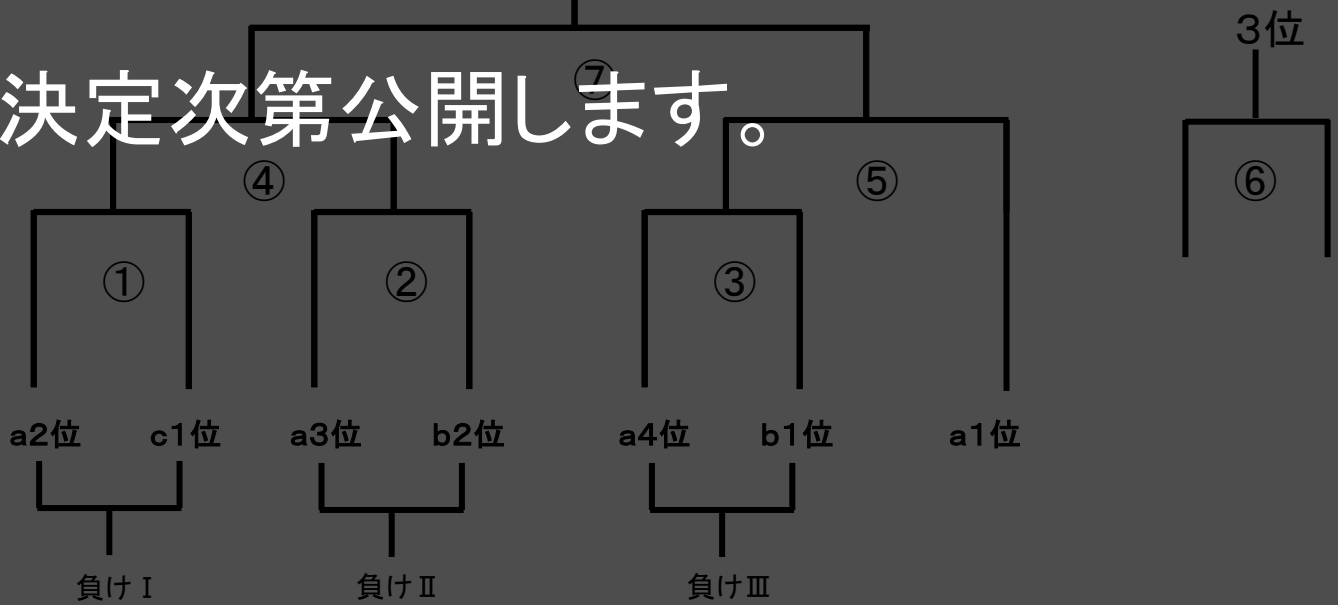 3位
⑦
決定次第公開します。
④ ⑤ ⑥
① ② ③
a2位 c1位 a3位 b2位 a4位 b1位 a1位
負けⅠ 負けⅡ 負けⅢ